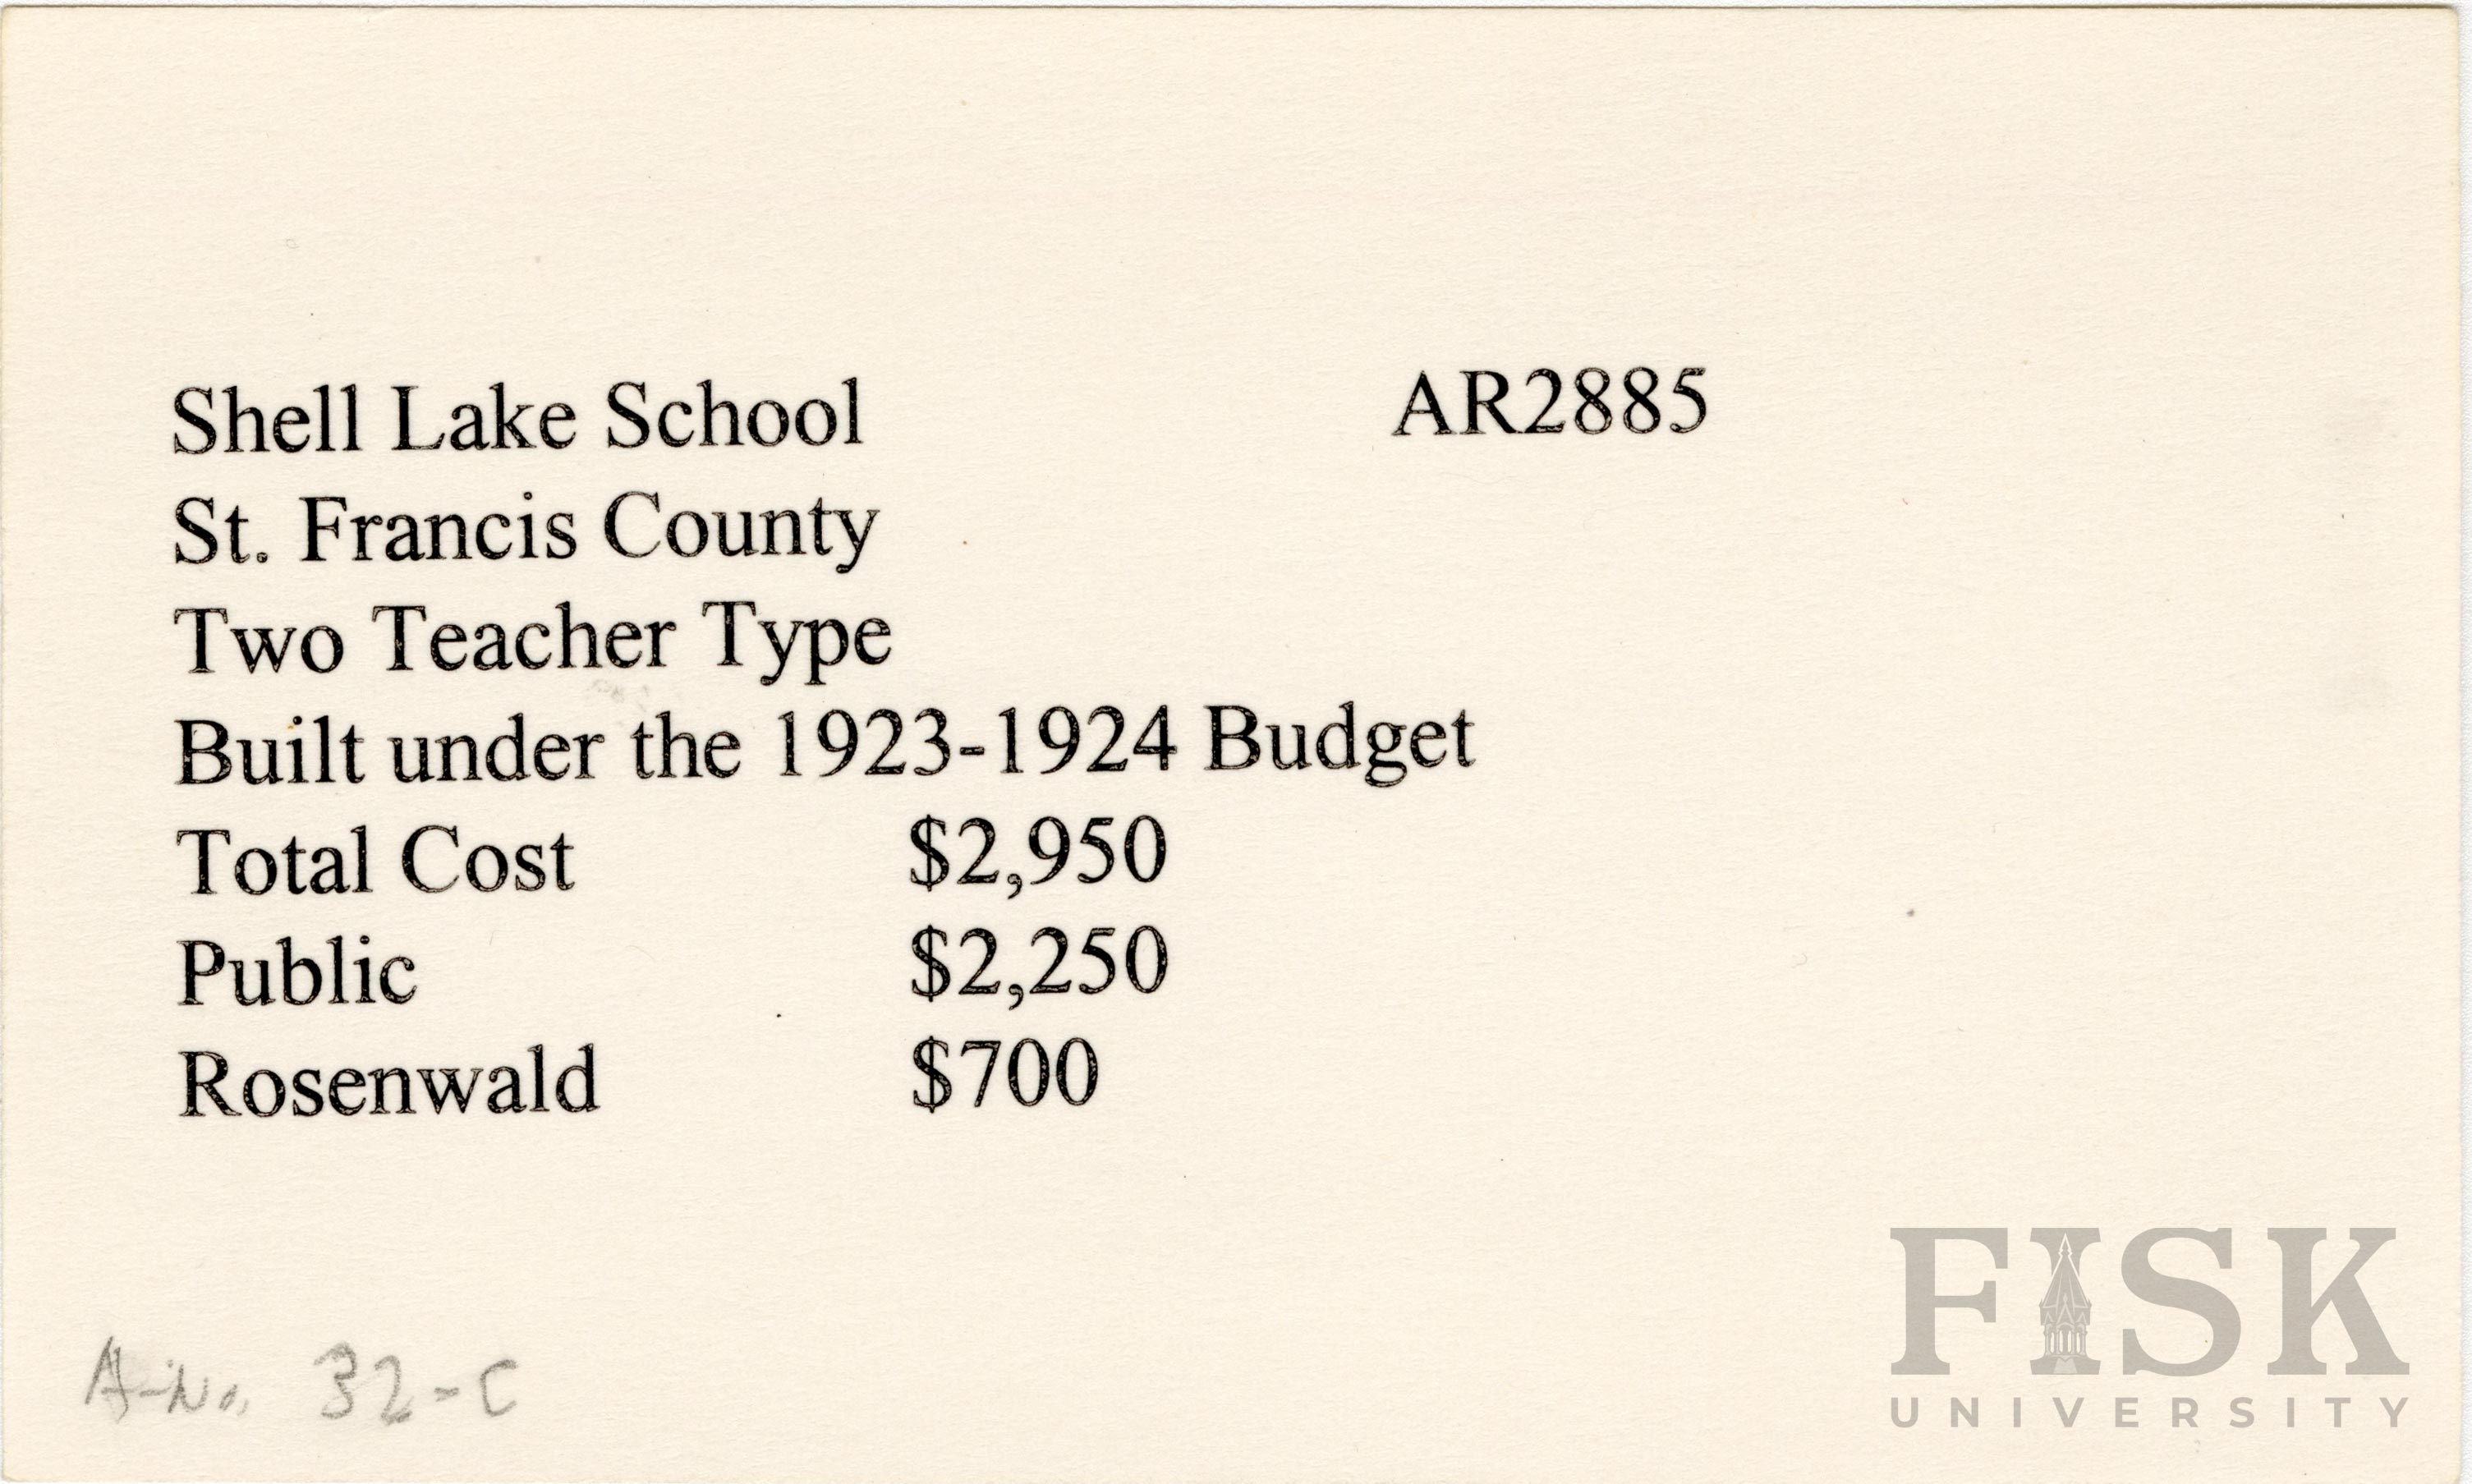 Shell Lake School AR2885
St. Francis County
Two Teacher Type
Built under the 1923-1924 Budget
Total Cost $2,950
Public $2,250
Rosenwald $700
A-No. 32-C
FISK
UNIVERSITY